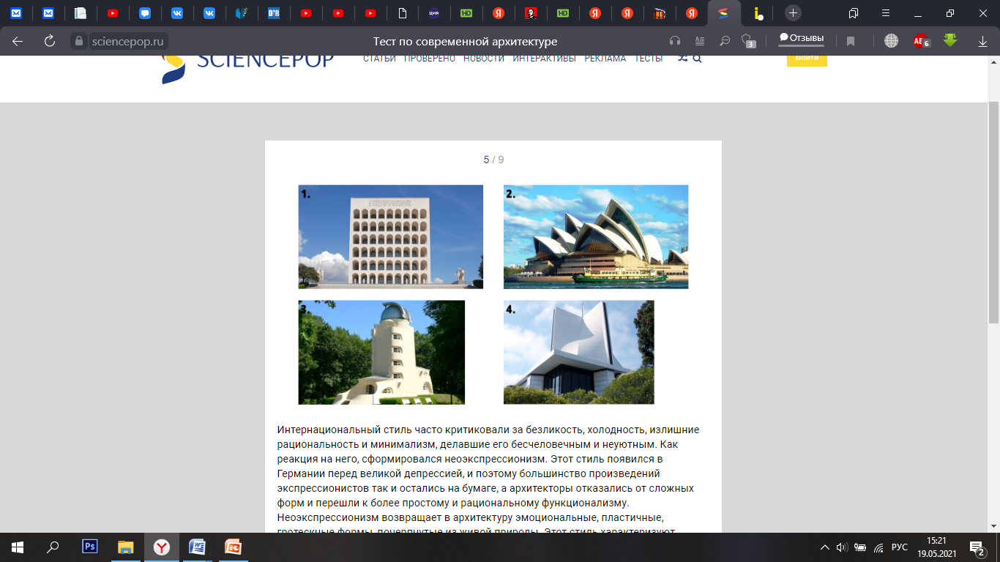 sciencepop.ru
Тест по современной архитектуре
3
Отзывы
6
SCIENCEPOP
СТАТЬИ ПРОВЕРЕНО НОВОСТИ ИНТЕРАКТИВЫ РЕКЛАМА ТЕСТЫ
Войти
5 / 9
1.
2.
3.
4.
Интернациональный стиль часто критиковали за безликость, холодность, излишние
рациональность и минимализм, делавшие его бесчеловечным и неуютным. Как
реакция на него, сформировался неоэкспрессионизм. Этот стиль появился в
Германии перед великой депрессией, и поэтому большинство произведений
экспрессионистов так и остались на бумаге, а архитекторы отказались от сложных
форм и перешли к более простому и рациональному функционализму.
Неоэкспрессионизм возвращает в архитектуру эмоциональные, пластичные,
гротескные формы, почерпнутые из живой природы. Этот стиль характеризуют
РУС
15:21
19.05.2021
2